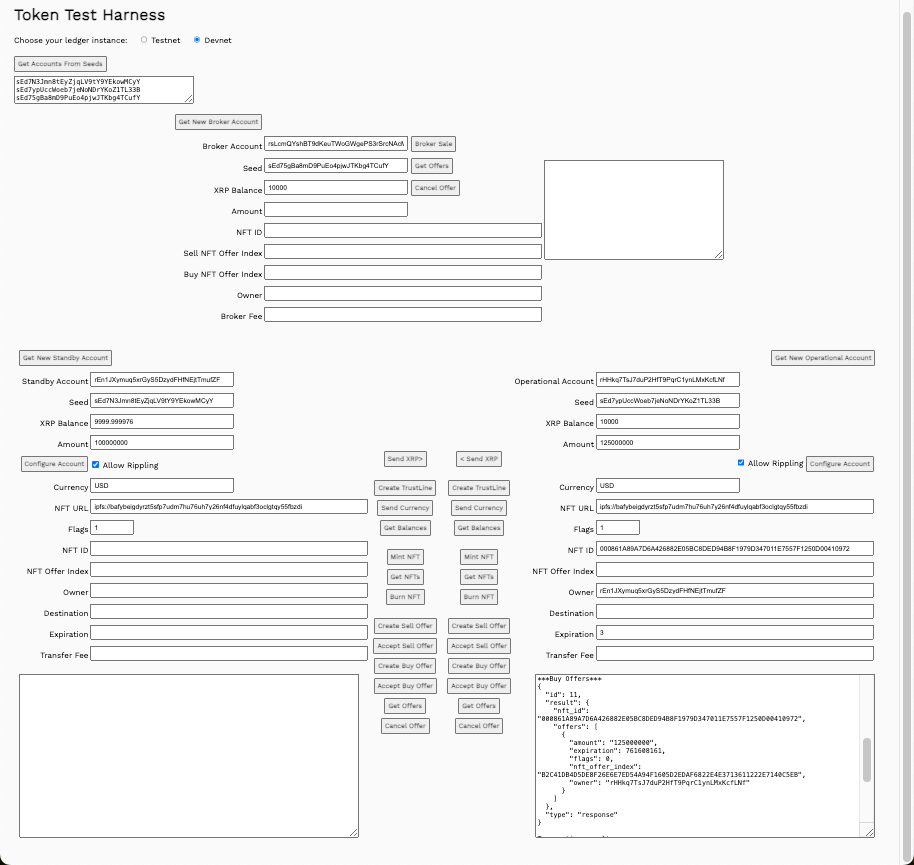 Token Test Harness
Choose your ledger instance: Testnet Devnet
Get Accounts From Seeds
sEd7N3Jmn8tEyZjqLV9tY9YEkowMCyY
sEd7ypUccWoeb7jeNoNDrYKoZ1TL33B
sEd75gBa8mD9PuEo4pjwJTKbg4TCufY
Get New Broker Account
Broker Account rsLcmQYshBT9dKeuTWoGWgePS3rSrcNAcM Broker Sale
Seed sEd75gBa8mD9PuEo4pjwJTKbg4TCufY Get Offers
XRP Balance 10000 Cancel Offer
Amount
NFT ID
Sell NFT Offer Index
Buy NFT Offer Index
Owner
Broker Fee
Get New Standby Account
Standby Account rEn1JXymuq5xrGyS5DzydFHfNEjtTmufZF
Seed sEd7N3Jmn8tEyZjqLV9tY9YEkowMCyY
XRP Balance 9999.999976
Amount 100000000
Configure Account Allow Rippling
Currency USD
NFT URL ipfs://bafybeigdyrzt5sfp7udm7hu76uh7y26nf4dfuylqabf3oclgtqy55fbzdi
Flags 1
NFT ID
NFT Offer Index
Owner
Destination
Expiration
Transfer Fee
Send XRP> < Send XRP
Create TrustLine Create TrustLine
Send Currency Send Currency
Get Balances Get Balances
Mint NFT Mint NFT
Get NFTs Get NFTs
Burn NFT Burn NFT
Create Sell Offer Create Sell Offer
Accept Sell Offer Accept Sell Offer
Create Buy Offer Create Buy Offer
Accept Buy Offer Accept Buy Offer
Get Offers Get Offers
Cancel Offer Cancel Offer
Get New Operational Account
Operational Account rHHkq7TsJ7duP2HfT9PqrC1ynLMxKcfLNf
Seed sEd7ypUccWoeb7jeNoNDrYKoZ1TL33B
XRP Balance 10000
Amount 125000000
Allow Rippling Configure Account
Currency USD
NFT URL ipfs://bafybeigdyrzt5sfp7udm7hu76uh7y26nf4dfuylqabf3oclgtqy55fbzdi
Flags 1
NFT ID 000861A89A7D6A426882E05BC8DED94B8F1979D347011E7557F1250D00410972
NFT Offer Index
Owner rEn1JXymuq5xrGyS5DzydFHfNEjtTmufZF
Destination
Expiration 3
Transfer Fee
***Buy Offers***
{
"id": 11,
"result": {
"nft_id":
"000861A89A7D6A426882E05BC8DED94B8F1979D347011E7557F1250D00410972",
"offers": [
{
"amount": "125000000",
"expiration": 761608161,
"flags": 0,
"nft_offer_index":
"B2C41DB4D5DE8F26E6E7ED54A94F1605D2EDAF6822E4E3713611222E7140C5EB",
"owner": "rHHkq7TsJ7duP2HfT9PqrC1ynLMxKcfLNf"
}
]
},
"type": "response"
}